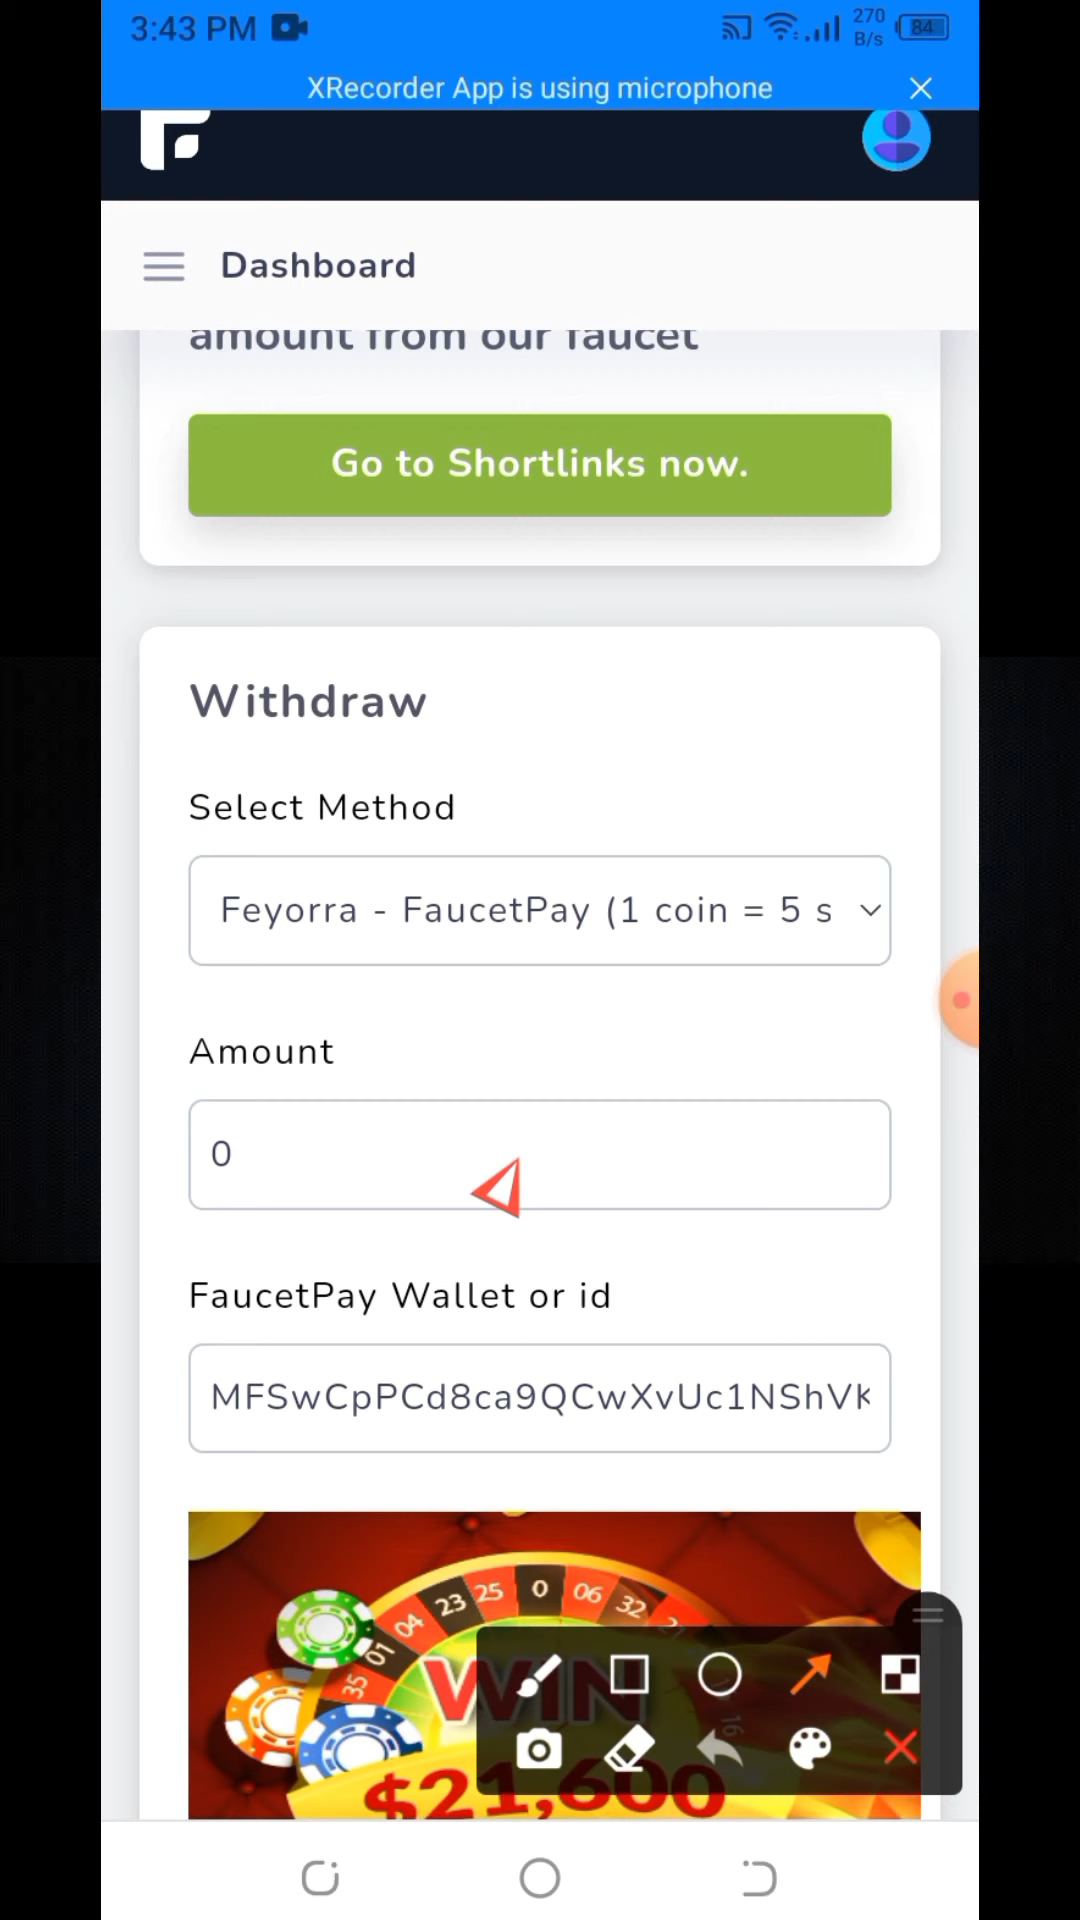 3:43 PM
270
B/s
84
XRecorder App is using microphone
Dashboard
amount from our faucet
Go to Shortlinks now.
Withdraw
Select Method
Feyorra - FaucetPay (1 coin = 5 s
Amount
0
FaucetPay Wallet or id
MFSwCpPCd8ca9QCwXvUc1NShVK
35 01 04 23 25 0 06 32
16
WIN
$21,600